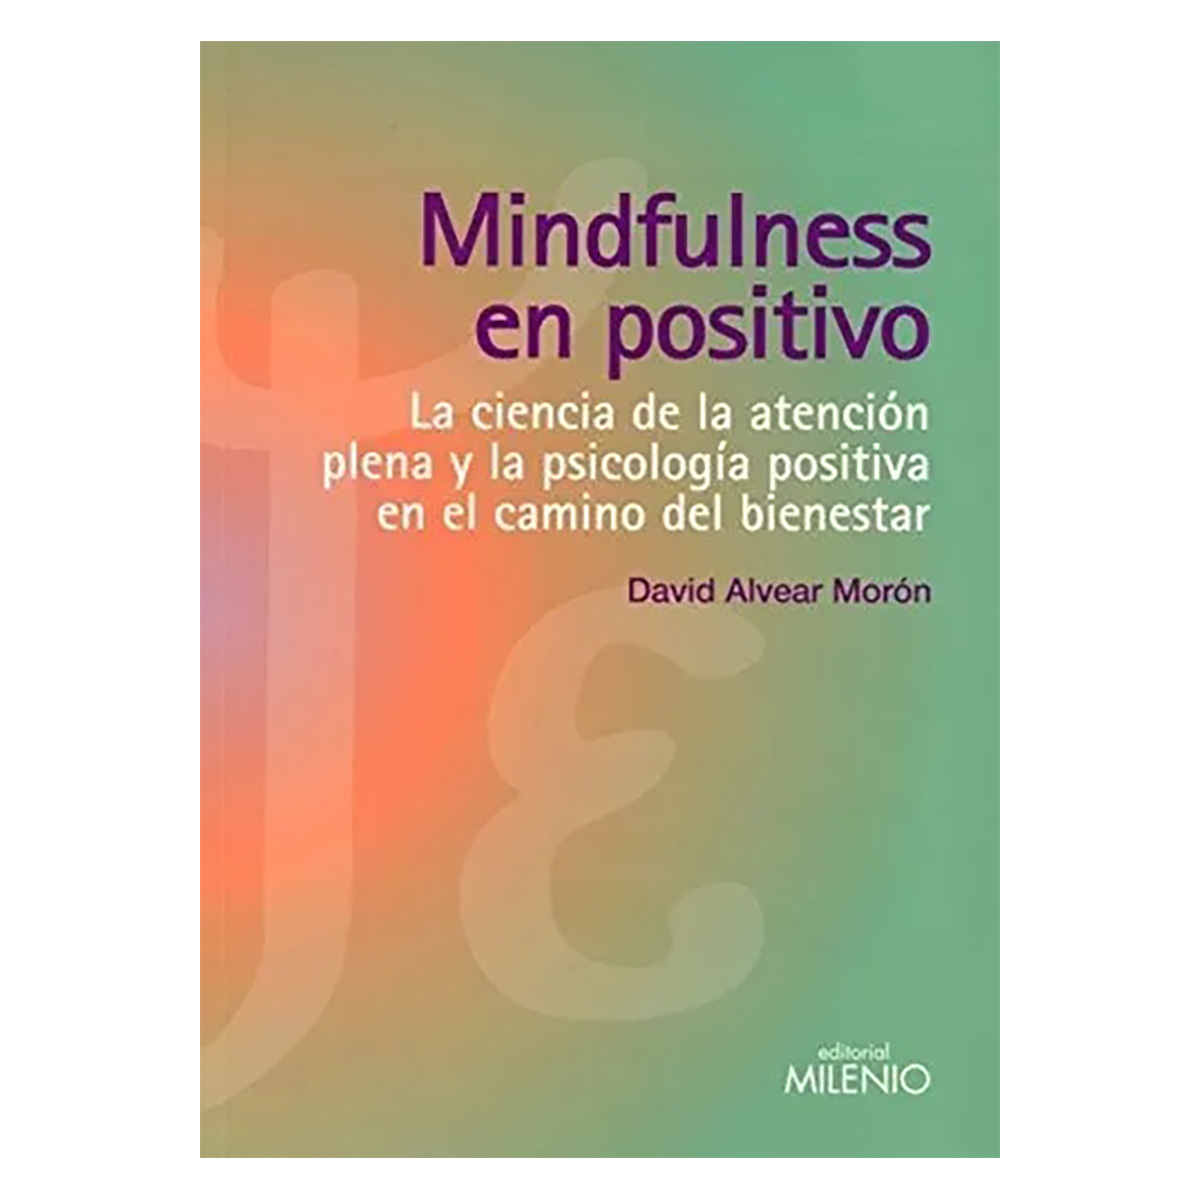 Mindfulness
en positivo
La ciencia de la atención
plena y la psicología positiva
en el camino del bienestar
David Alvear Morón
editorial
MILENIO